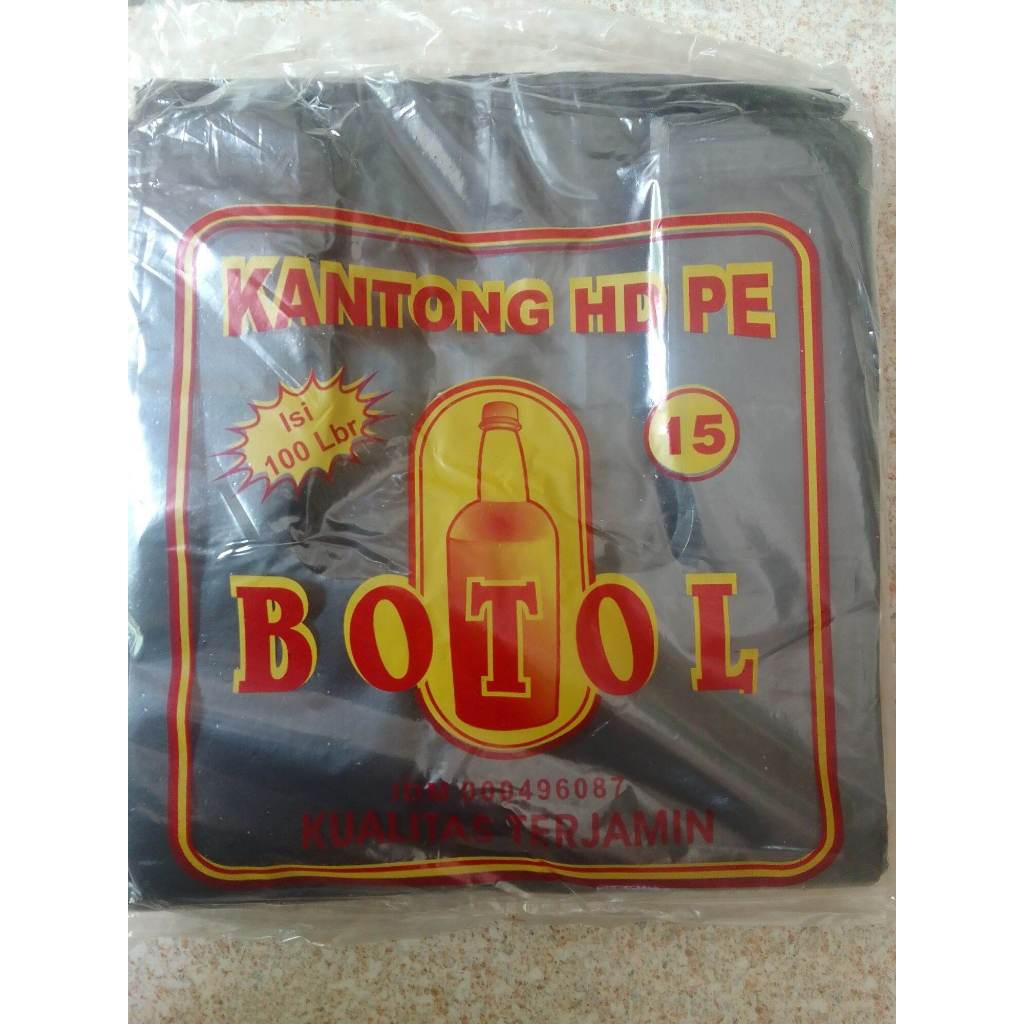 KANTONG HD PE
Isi
100 Lbr
15
BOTOL
IDM 000496087
KUALITAS TERJAMIN